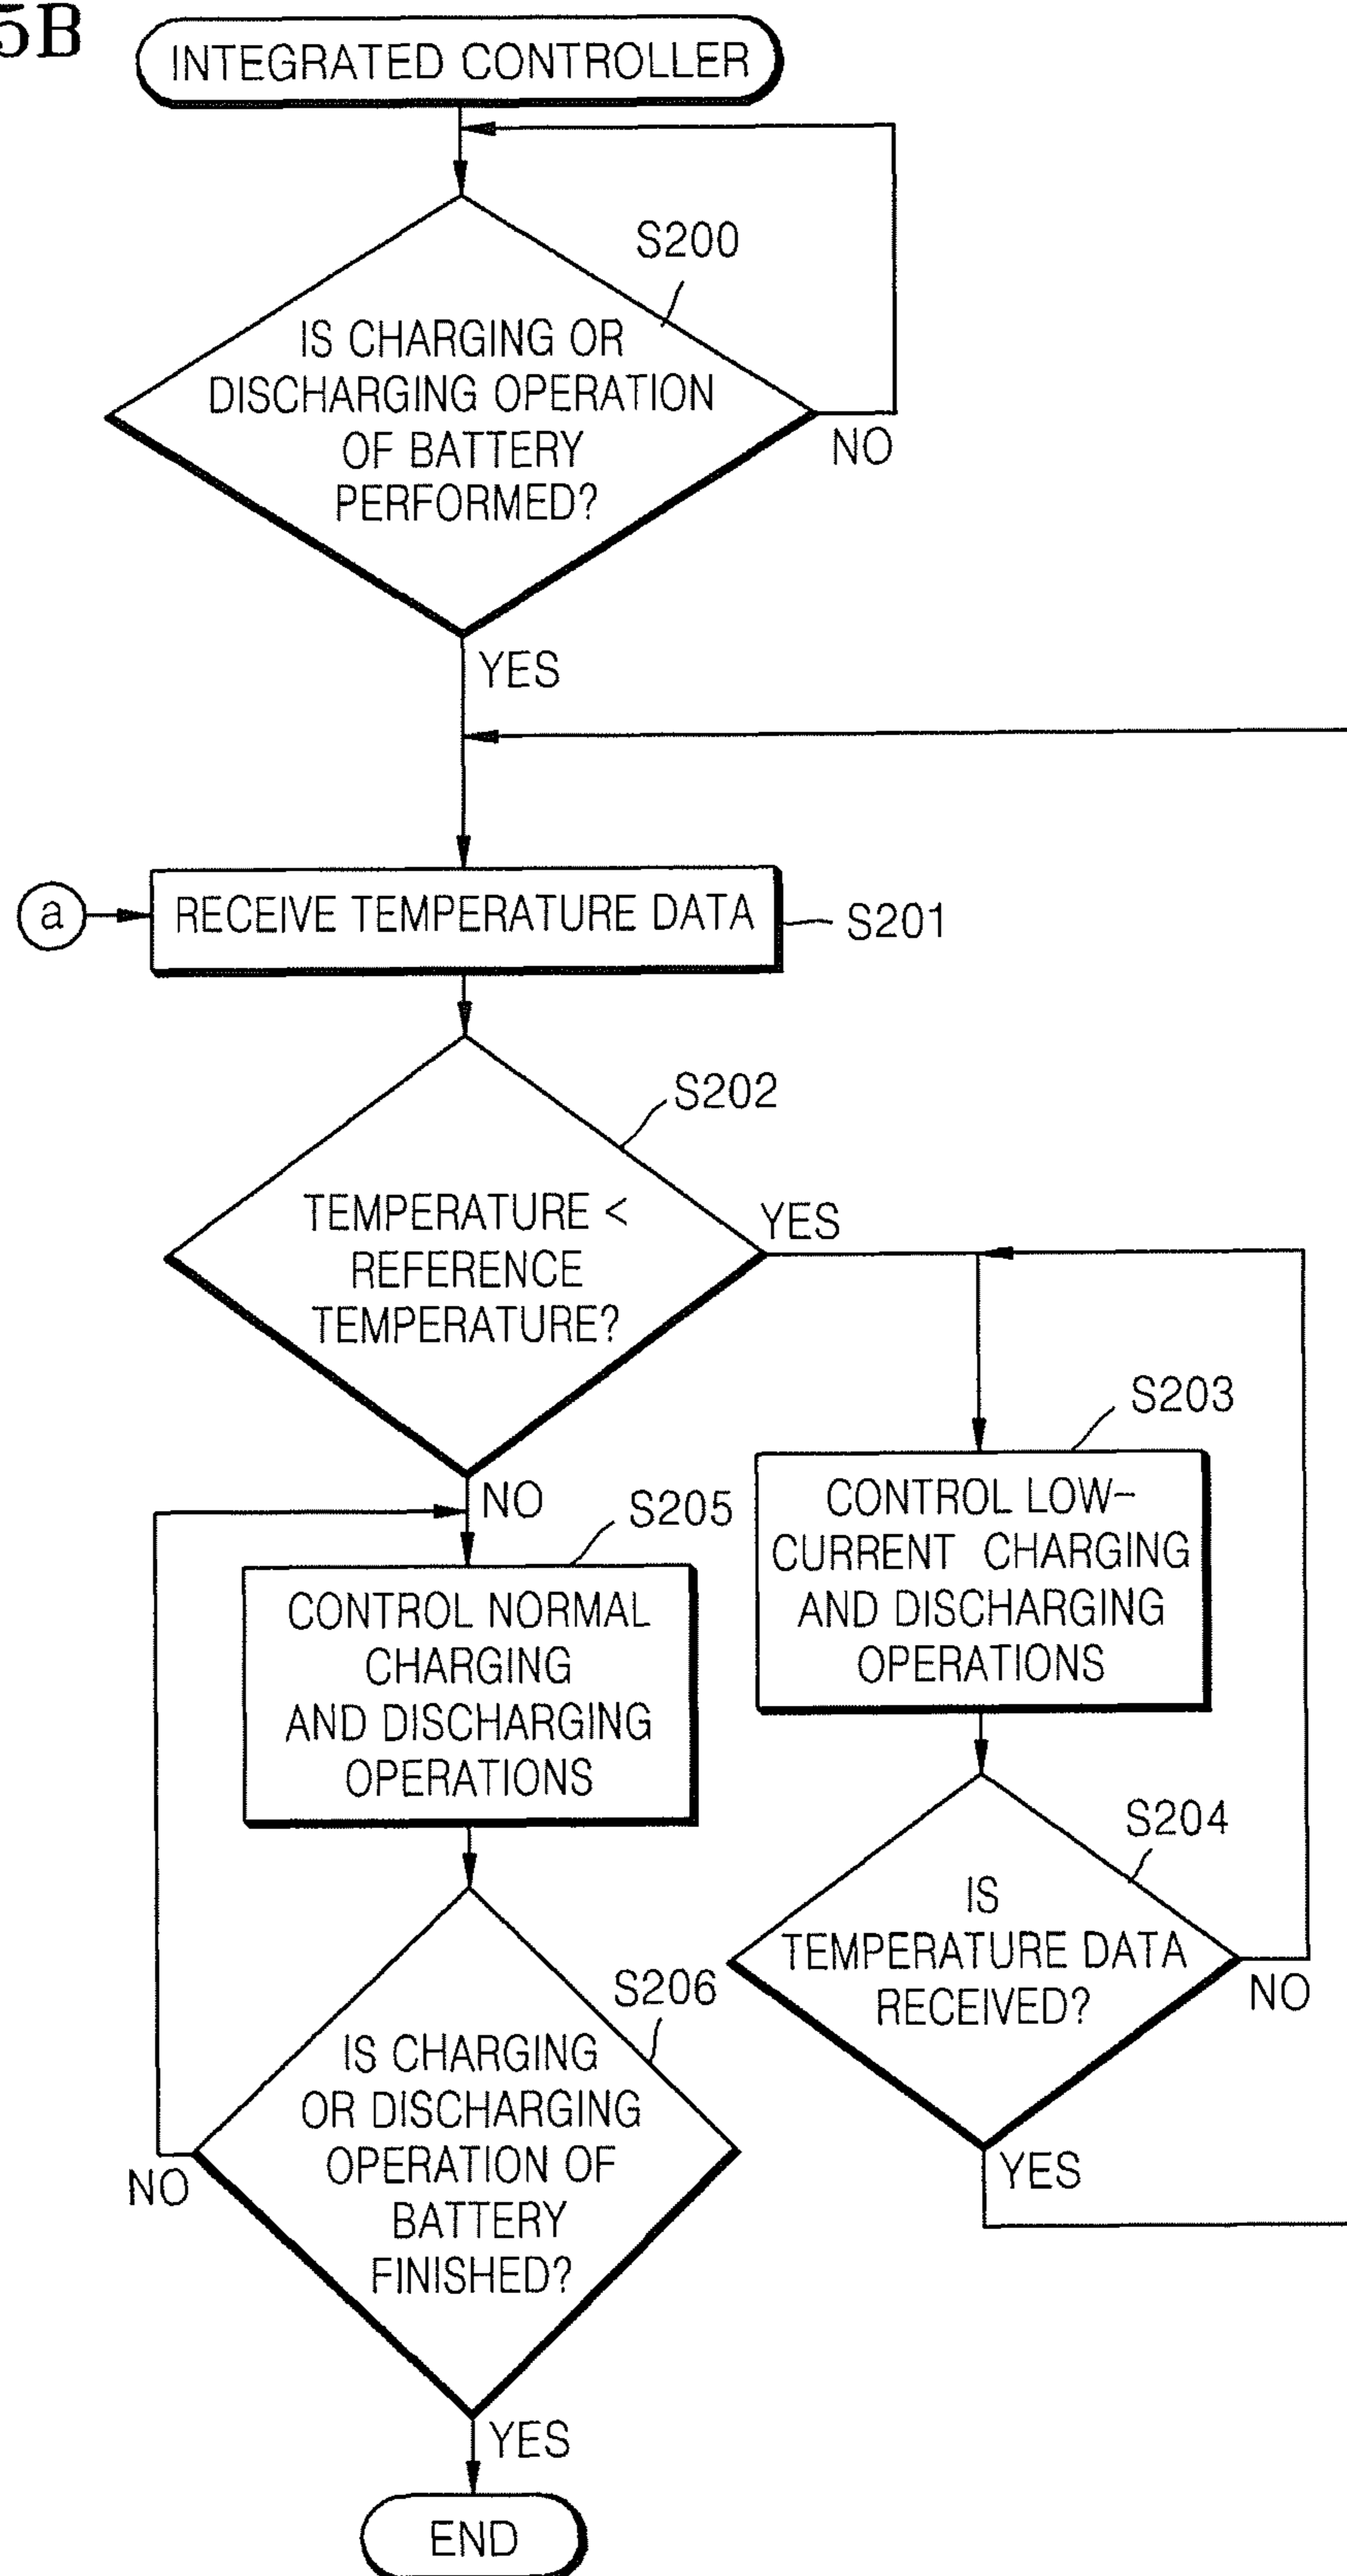 5B
INTEGRATED CONTROLLER
S200
IS CHARGING OR
DISCHARGING OPERATION
OF BATTERY
PERFORMED?
NO
YES
a
RECEIVE TEMPERATURE DATA
S201
S202
TEMPERATURE <
REFERENCE
TEMPERATURE?
YES
NO
S203
CONTROL LOW-
CURRENT CHARGING
AND DISCHARGING
OPERATIONS
S205
CONTROL NORMAL
CHARGING
AND DISCHARGING
OPERATIONS
S204
IS
TEMPERATURE DATA
RECEIVED?
NO
YES
S206
IS CHARGING
OR DISCHARGING
OPERATION OF
BATTERY
FINISHED?
NO
YES
END